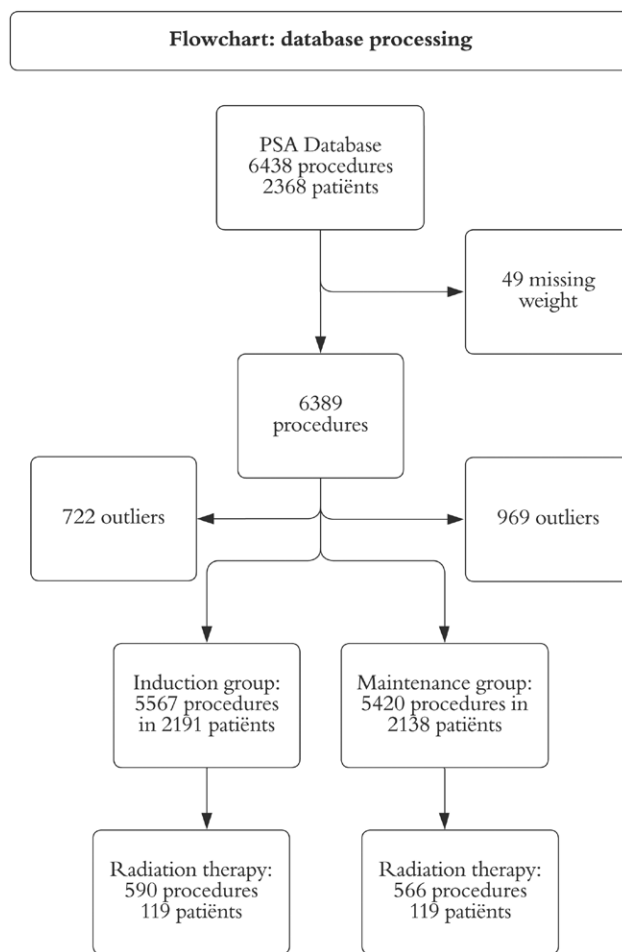 Flowchart: database processing
PSA Database
6438 procedures
2368 patiënts
49 missing
weight
6389
procedures
722 outliers
969 outliers
Induction group:
5567 procedures
in 2191 patiënts
Maintenance group:
5420 procedures in
2138 patiënts
Radiation therapy:
590 procedures
119 patiënts
Radiation therapy:
566 procedures
119 patiënts